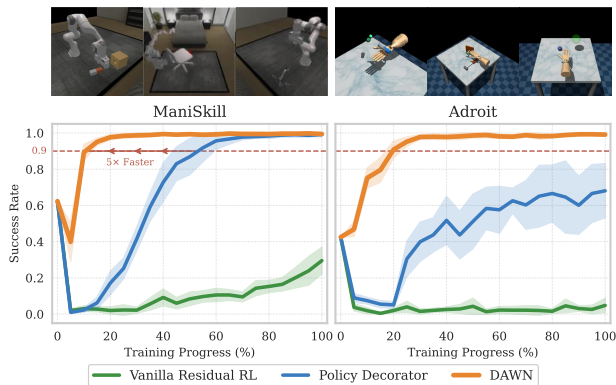 ManiSkill
Adroit
Success Rate
1.0
0.9
0.8
0.6
0.4
0.2
0.0
5× Faster
0 20 40 60 80 100
0 20 40 60 80 100
Training Progress (%)
Training Progress (%)
Vanilla Residual RL Policy Decorator DAWN